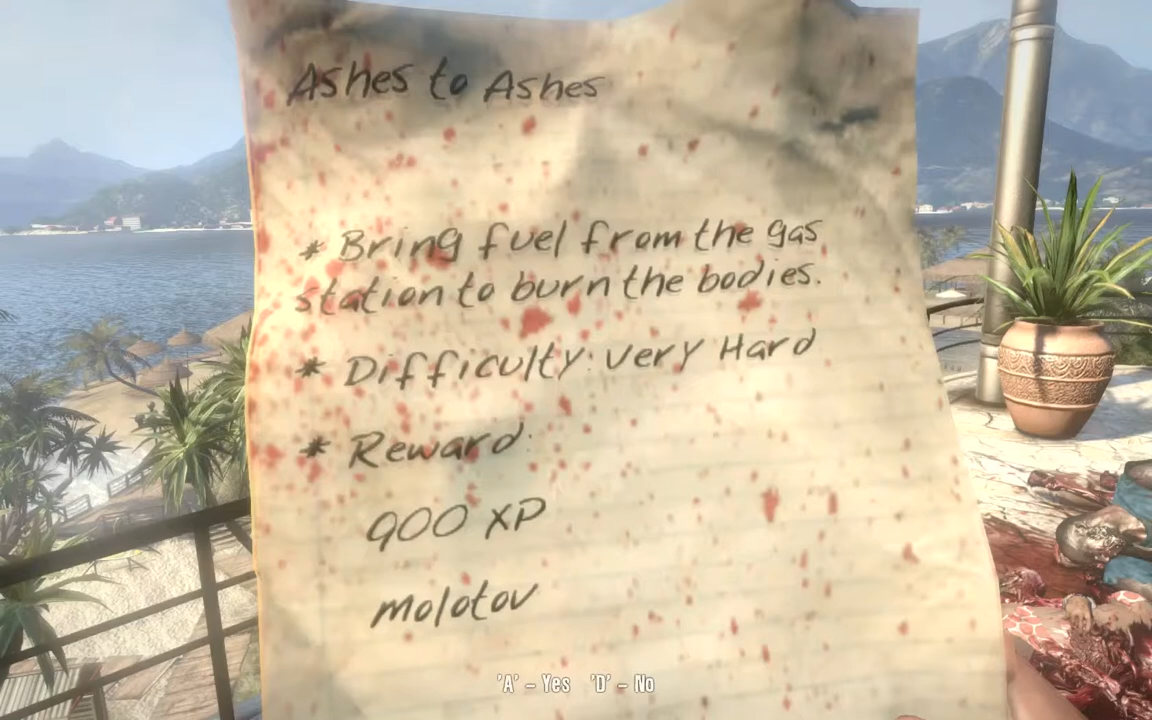 Ashes to Ashes
* Bring fuel from the gas
station to burn the bodies.
* Difficulty: Very Hard
* Reward:
900 XP
Molotov
'A' – Yes 'D' – No